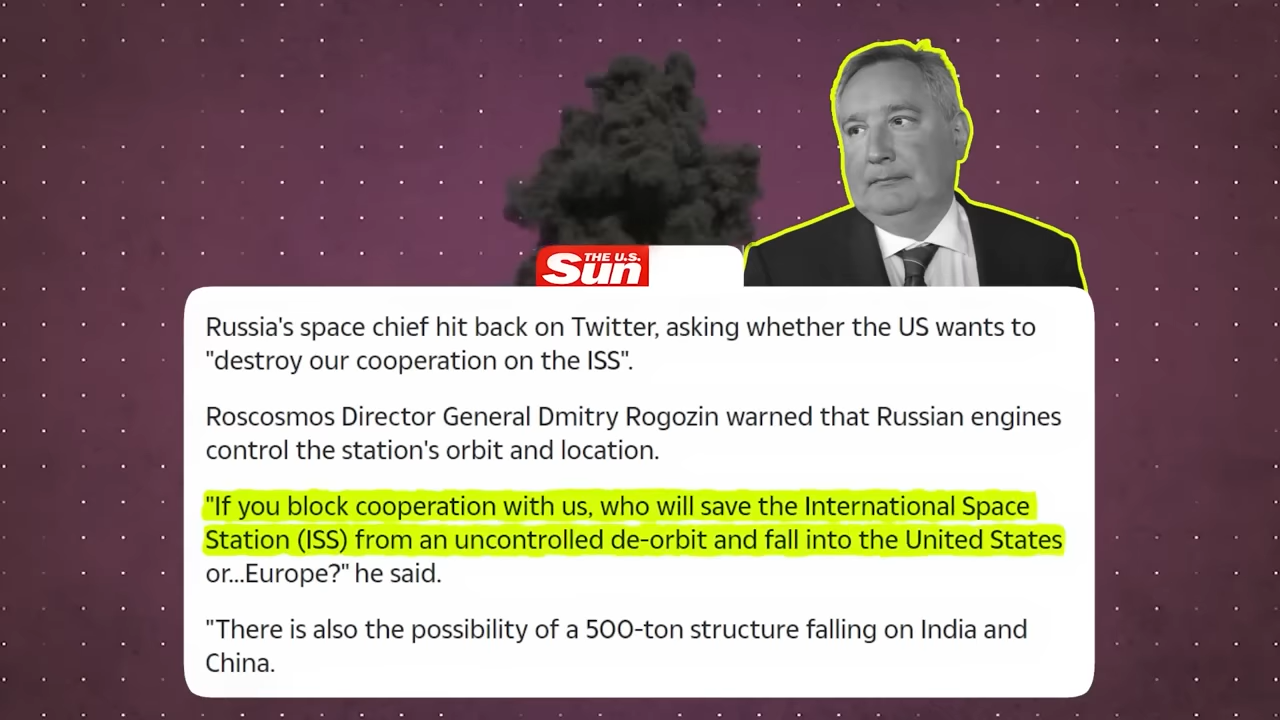 THE U.S.
Sun
Russia's space chief hit back on Twitter, asking whether the US wants to
"destroy our cooperation on the ISS".
Roscosmos Director General Dmitry Rogozin warned that Russian engines
control the station's orbit and location.
"If you block cooperation with us, who will save the International Space
Station (ISS) from an uncontrolled de-orbit and fall into the United States
or...Europe?" he said.
"There is also the possibility of a 500-ton structure falling on India and
China.